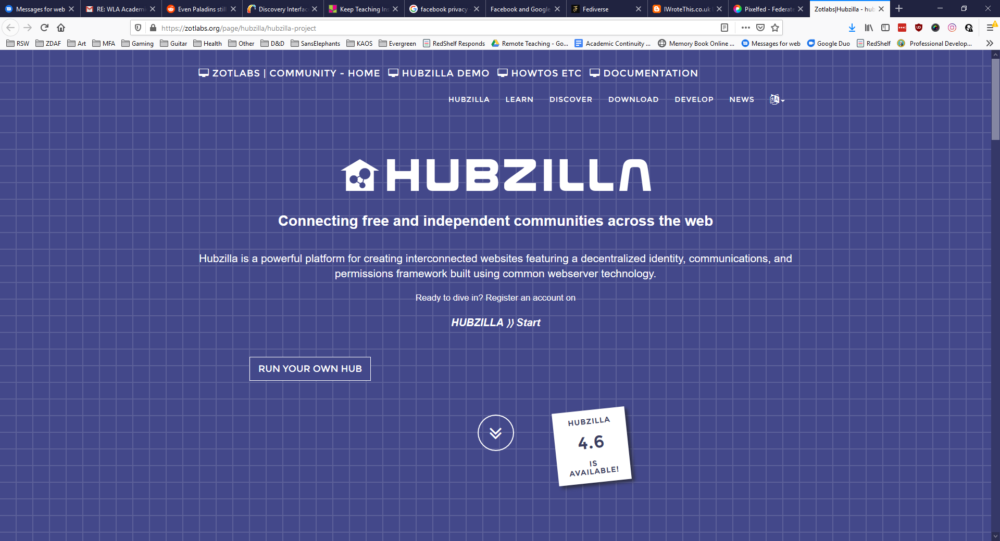 Messages for web
RE: WLA Academi
Even Paladins still
Discovery Interfac
Keep Teaching Ins
facebook privacy -
Facebook and Google
Fediverse
IWroteThis.co.uk
Pixelfed - Federate
Zotlabs|Hubzilla - hub
https://zotlabs.org/page/hubzilla/hubzilla-project
RSW
ZDAF
Art
MFA
Gaming
Guitar
Health
Other
D&D
SansElephants
KAOS
Evergreen
RedShelf Responds
Remote Teaching - Go...
Academic Continuity ...
Memory Book Online ...
Messages for web
Google Duo
RedShelf
Professional Develop...
ZOTLABS | COMMUNITY - HOME
HUBZILLA DEMO
HOWTOS ETC
DOCUMENTATION
HUBZILLA
LEARN
DISCOVER
DOWNLOAD
DEVELOP
NEWS
HUBZILLA
Connecting free and independent communities across the web
Hubzilla is a powerful platform for creating interconnected websites featuring a decentralized identity, communications, and
permissions framework built using common webserver technology.
Ready to dive in? Register an account on
HUBZILLA ⟫ Start
RUN YOUR OWN HUB
HUBZILLA
4.6
IS
AVAILABLE!